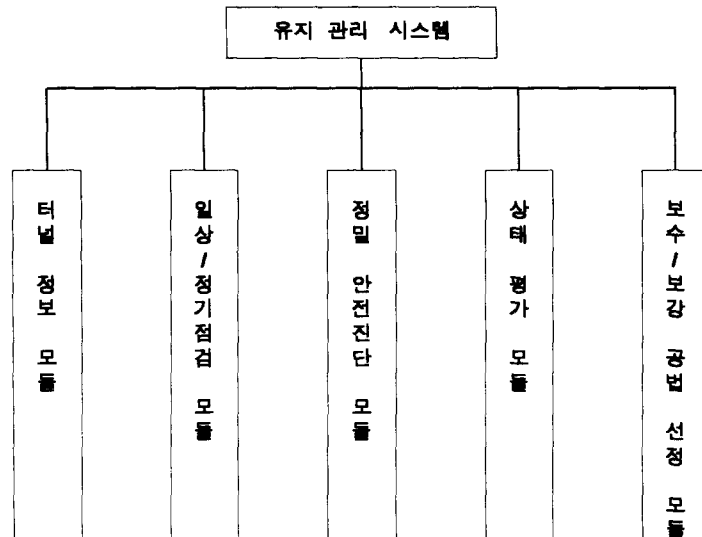 유지 관리 시스템
터널 정보 모듈
일상/정기점검 모듈
정밀 안전진단 모듈
상태 평가 모듈
보수/보강 공법 선정 모듈